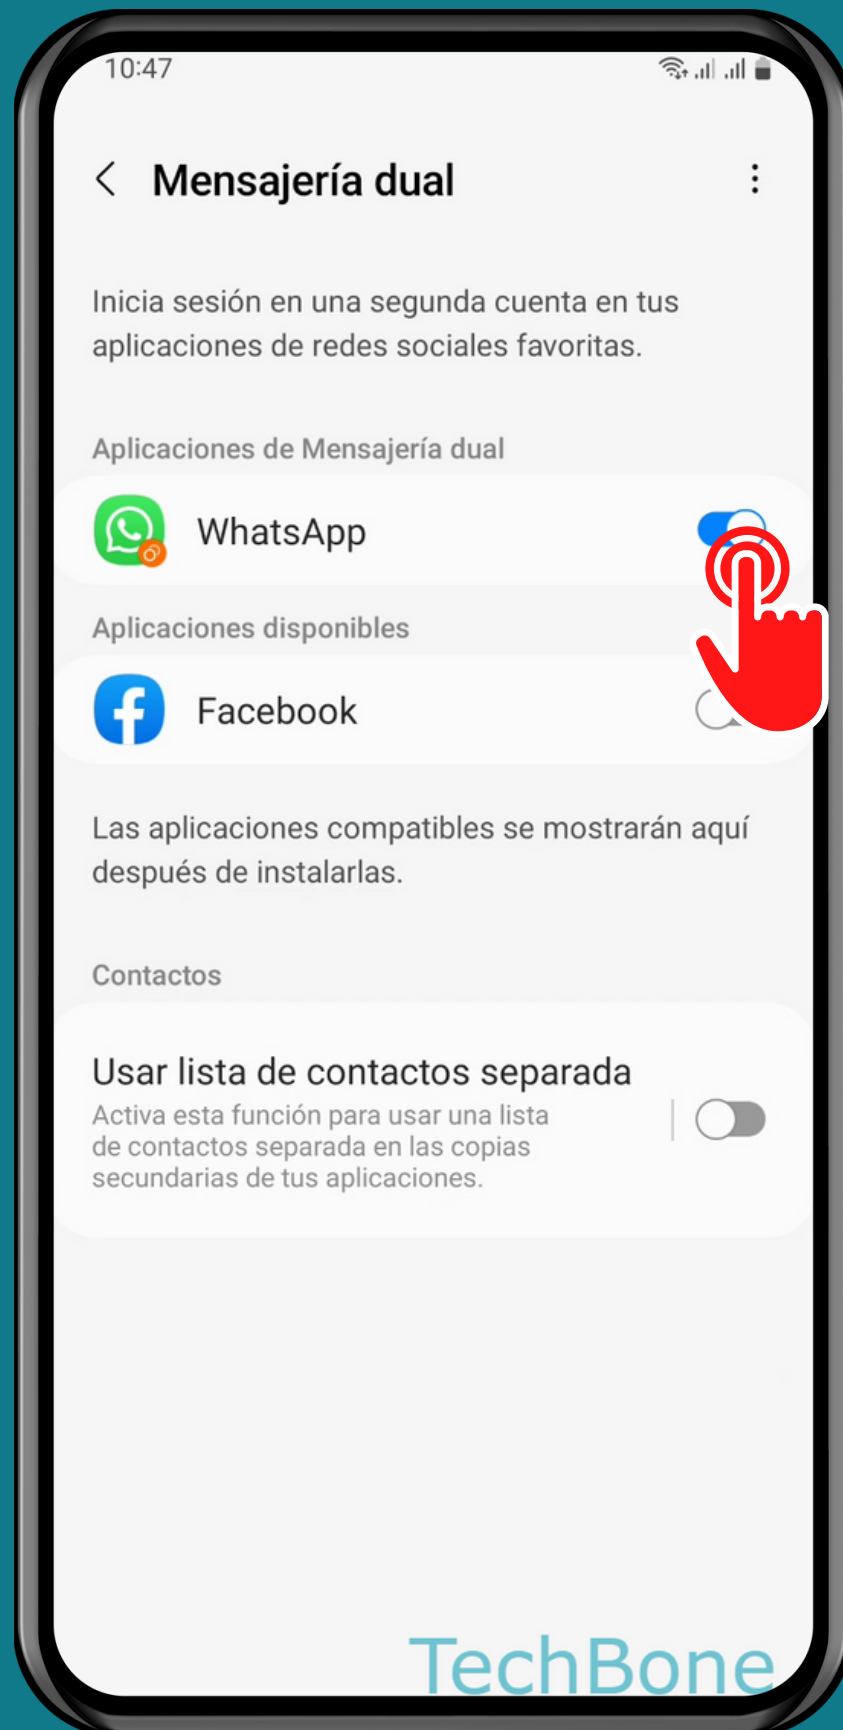 10:47
Mensajería dual
Inicia sesión en una segunda cuenta en tus
aplicaciones de redes sociales favoritas.
Aplicaciones de Mensajería dual
WhatsApp
Aplicaciones disponibles
Facebook
Las aplicaciones compatibles se mostrarán aquí
después de instalarlas.
Contactos
Usar lista de contactos separada
Activa esta función para usar una lista
de contactos separada en las copias
secundarias de tus aplicaciones.
TechBone